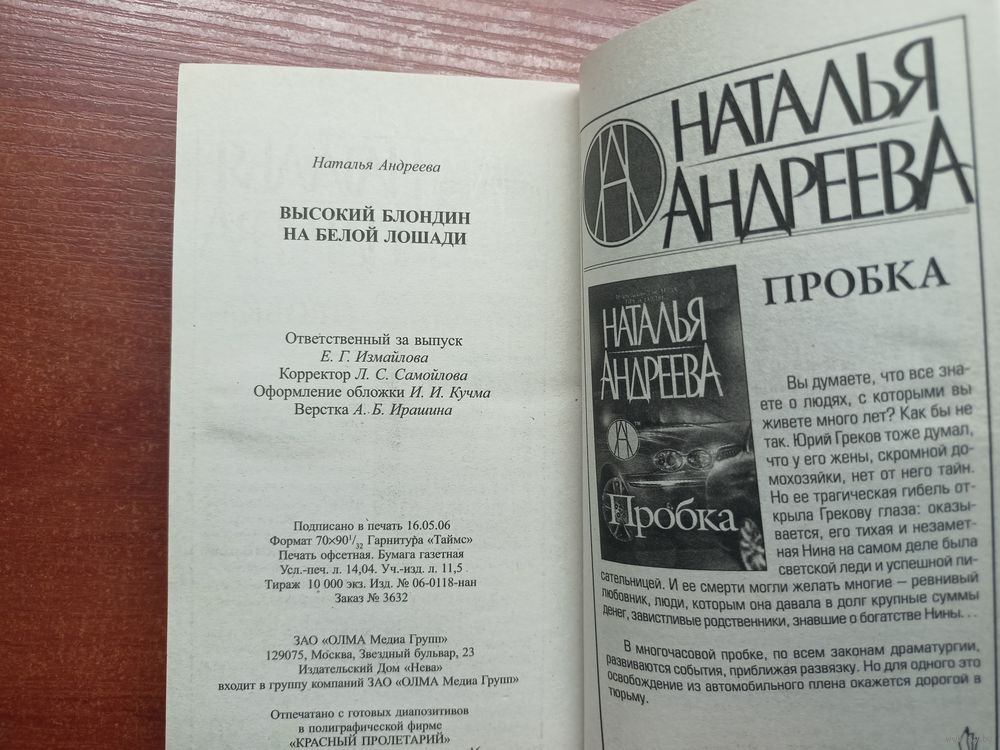 Наталья Андреева
ВЫСОКИЙ БЛОНДИН
НА БЕЛОЙ ЛОШАДИ
Ответственный за выпуск
Е. Г. Измайлова
Корректор Л. С. Самойлова
Оформление обложки И. И. Кучма
Верстка А. Б. Ирашина
Подписано в печать 16.05.06
Формат 70×90 1/32 Гарнитура «Таймс»
Печать офсетная. Бумага газетная
Усл.-печ. л. 14,04. Уч.-изд. л. 11,5
Тираж 10 000 экз. Изд. № 06-0118-нан
Заказ № 3632
ЗАО «ОЛМА Медиа Групп»
129075, Москва, Звездный бульвар, 23
Издательский Дом «Нева»
входит в группу компаний ЗАО «ОЛМА Медиа Групп»
Отпечатано с готовых диапозитивов
в полиграфической фирме
«КРАСНЫЙ ПРОЛЕТАРИЙ»
НАТАЛЬЯ
АНДРЕЕВА
ПРОБКА
НАТАЛЬЯ
АНДРЕЕВА
Пробка
Вы думаете, что все зна-
ете о людях, с которыми вы
живете много лет? Как бы не
так. Юрий Греков тоже думал,
что у его жены, скромной до-
мохозяйки, нет от него тайн.
Но ее трагическая гибель от-
крыла Грекову глаза: оказы-
вается, его тихая и незамет-
ная Нина на самом деле была
светской леди и успешной пи-
сательницей. И ее смерти могли желать многие – ревнивый
любовник, люди, которым она давала в долг крупные суммы
денег, завистливые родственники, знавшие о богатстве Нины...
В многочасовой пробке, по всем законам драматургии,
развиваются события, приближая развязку. Но для одного это
освобождение из автомобильного плена окажется дорогой в
тюрьму.